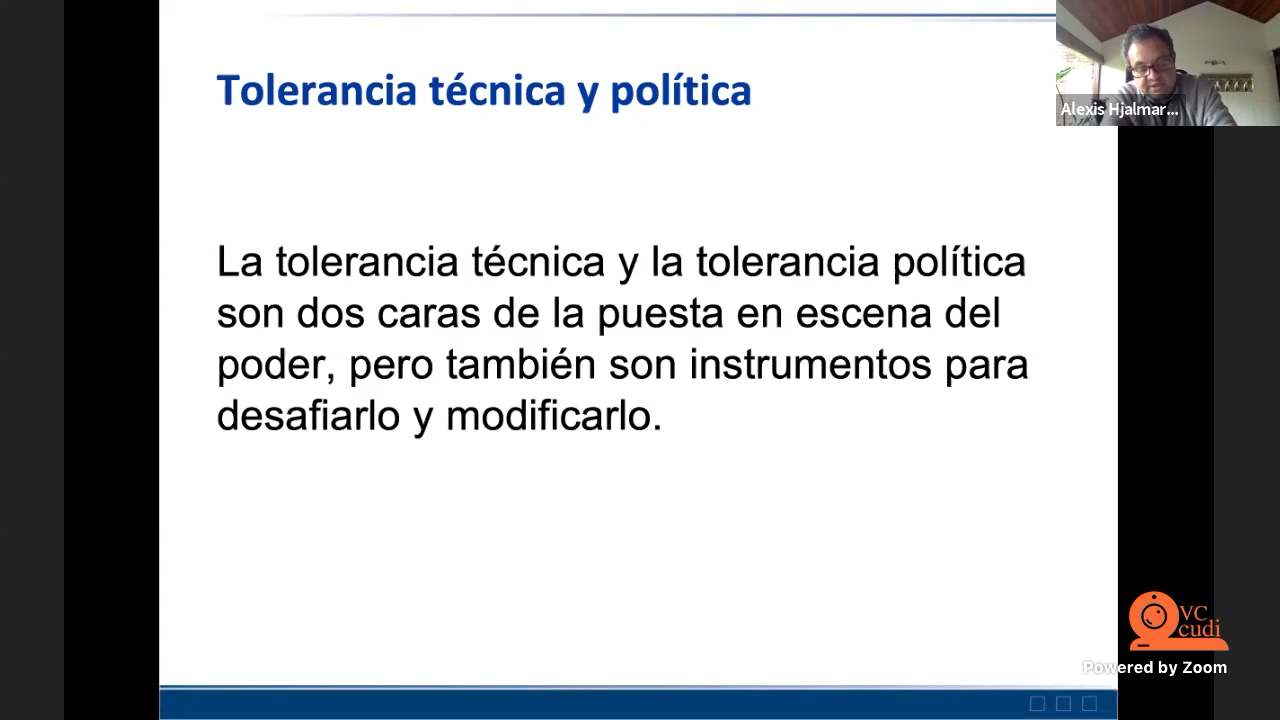 Tolerancia técnica y política
Alexis Hjalmar...
La tolerancia técnica y la tolerancia política
son dos caras de la puesta en escena del
poder, pero también son instrumentos para
desafiarlo y modificarlo.
VC
cudi
Powered by Zoom